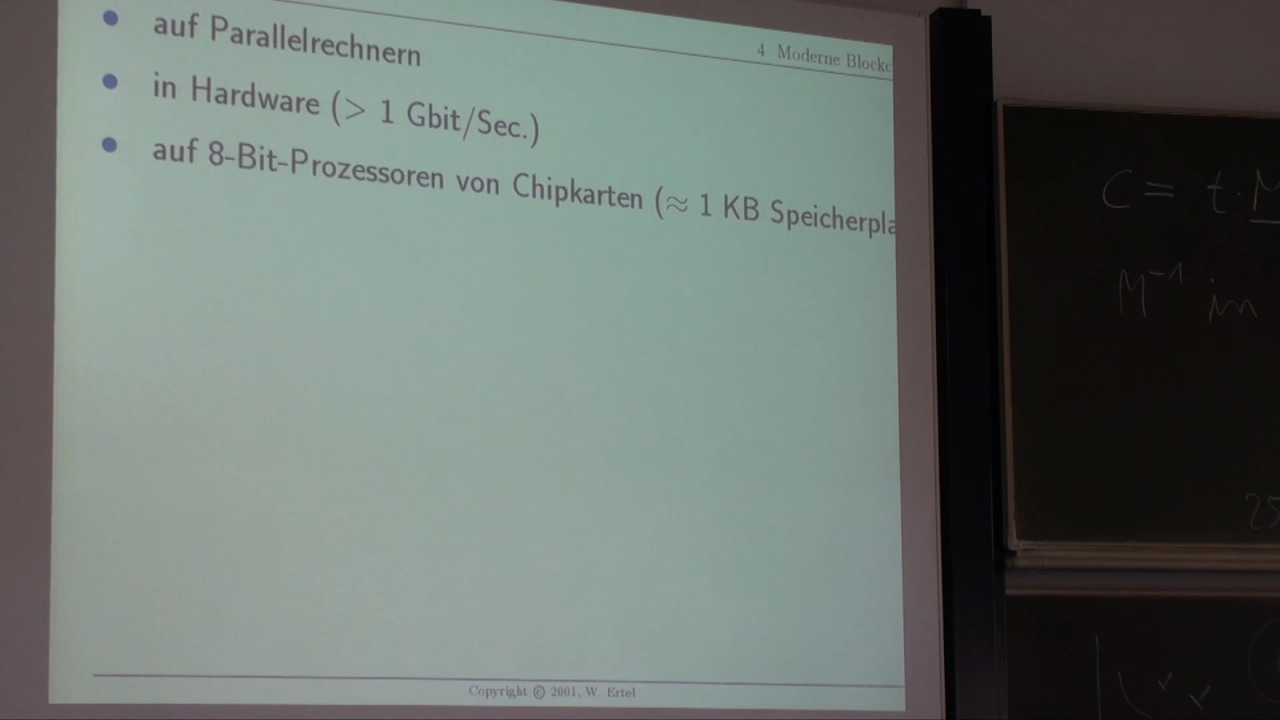 4 Moderne Blockc
auf Parallelrechnern
in Hardware (> 1 Gbit/Sec.)
auf 8-Bit-Prozessoren von Chipkarten (≈ 1 KB Speicherpla
Copyright © 2001, W. Ertel
C = t · M
M⁻¹ in
25